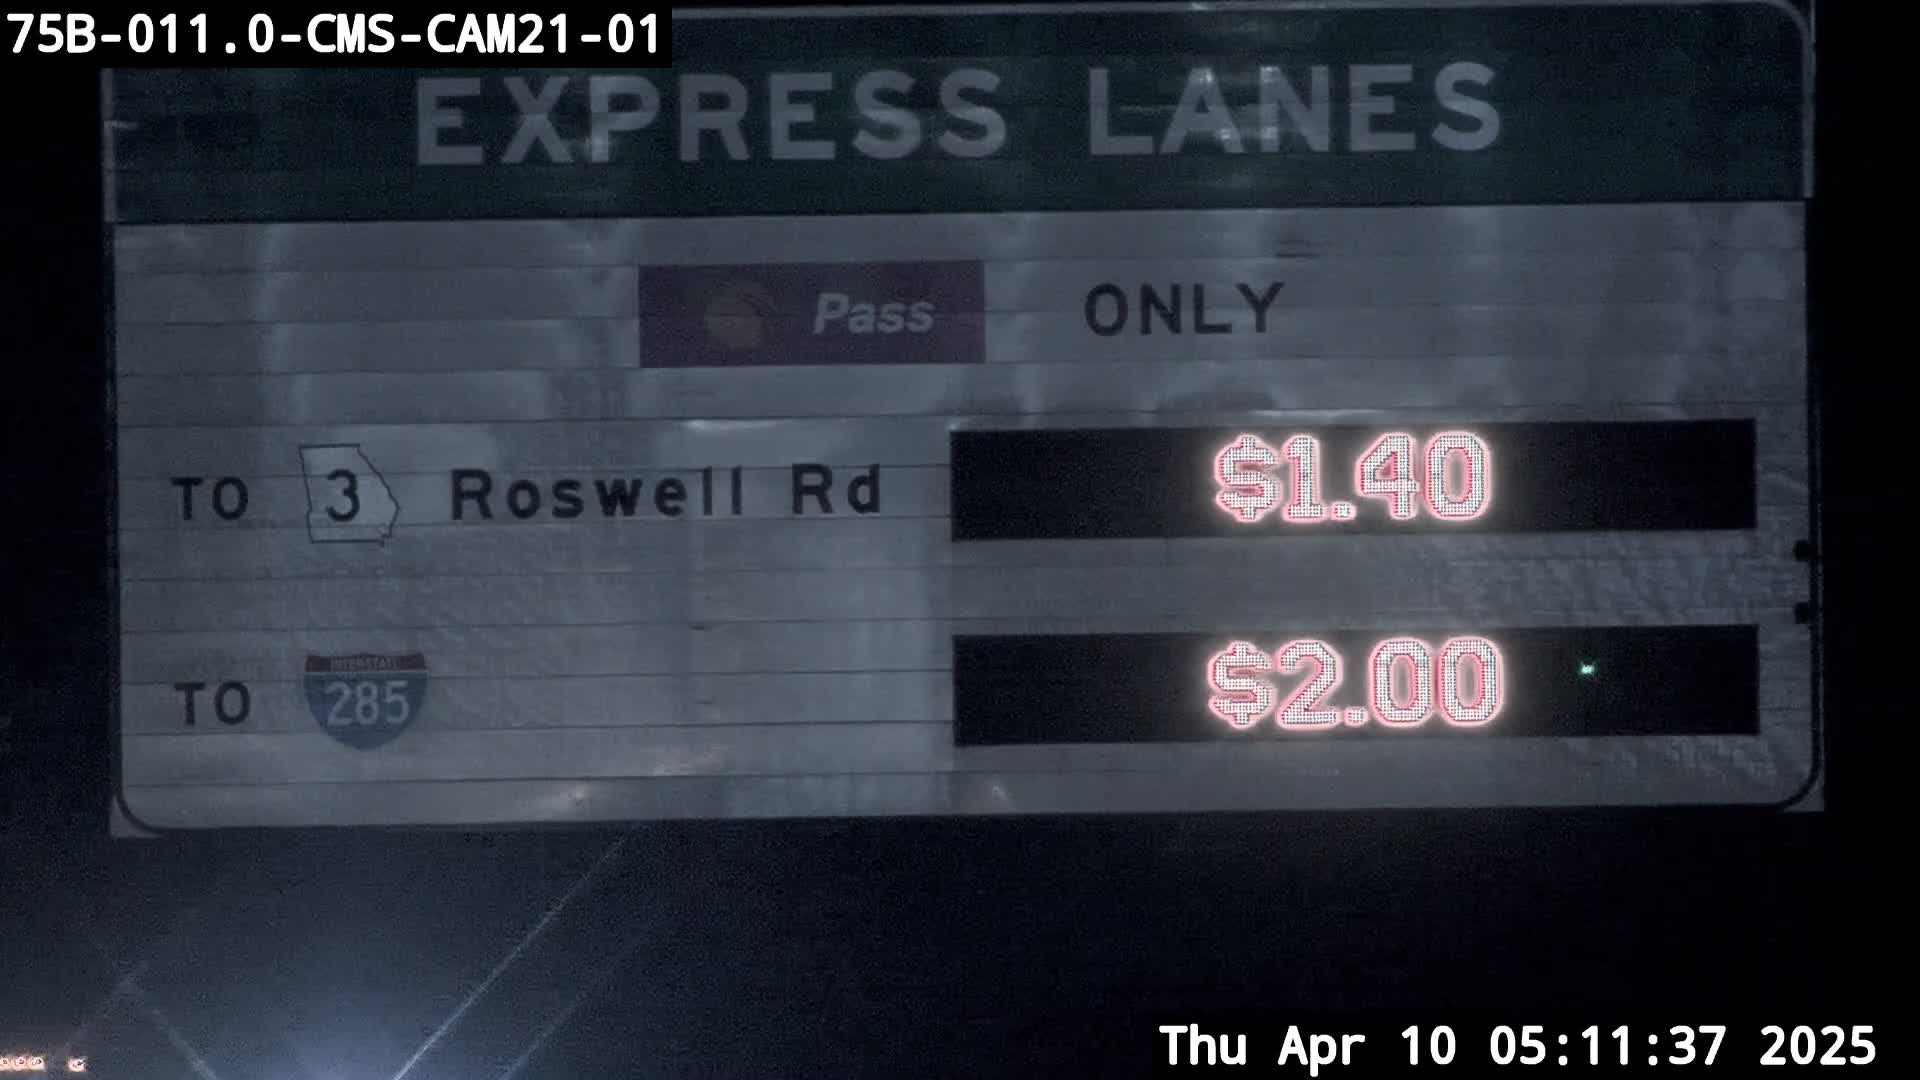 75B-011.0-CMS-CAM21-01
EXPRESS LANES
Pass ONLY
TO 3 Roswell Rd $1.40
TO INTERSTATE 285 $2.00
Thu Apr 10 05:11:37 2025